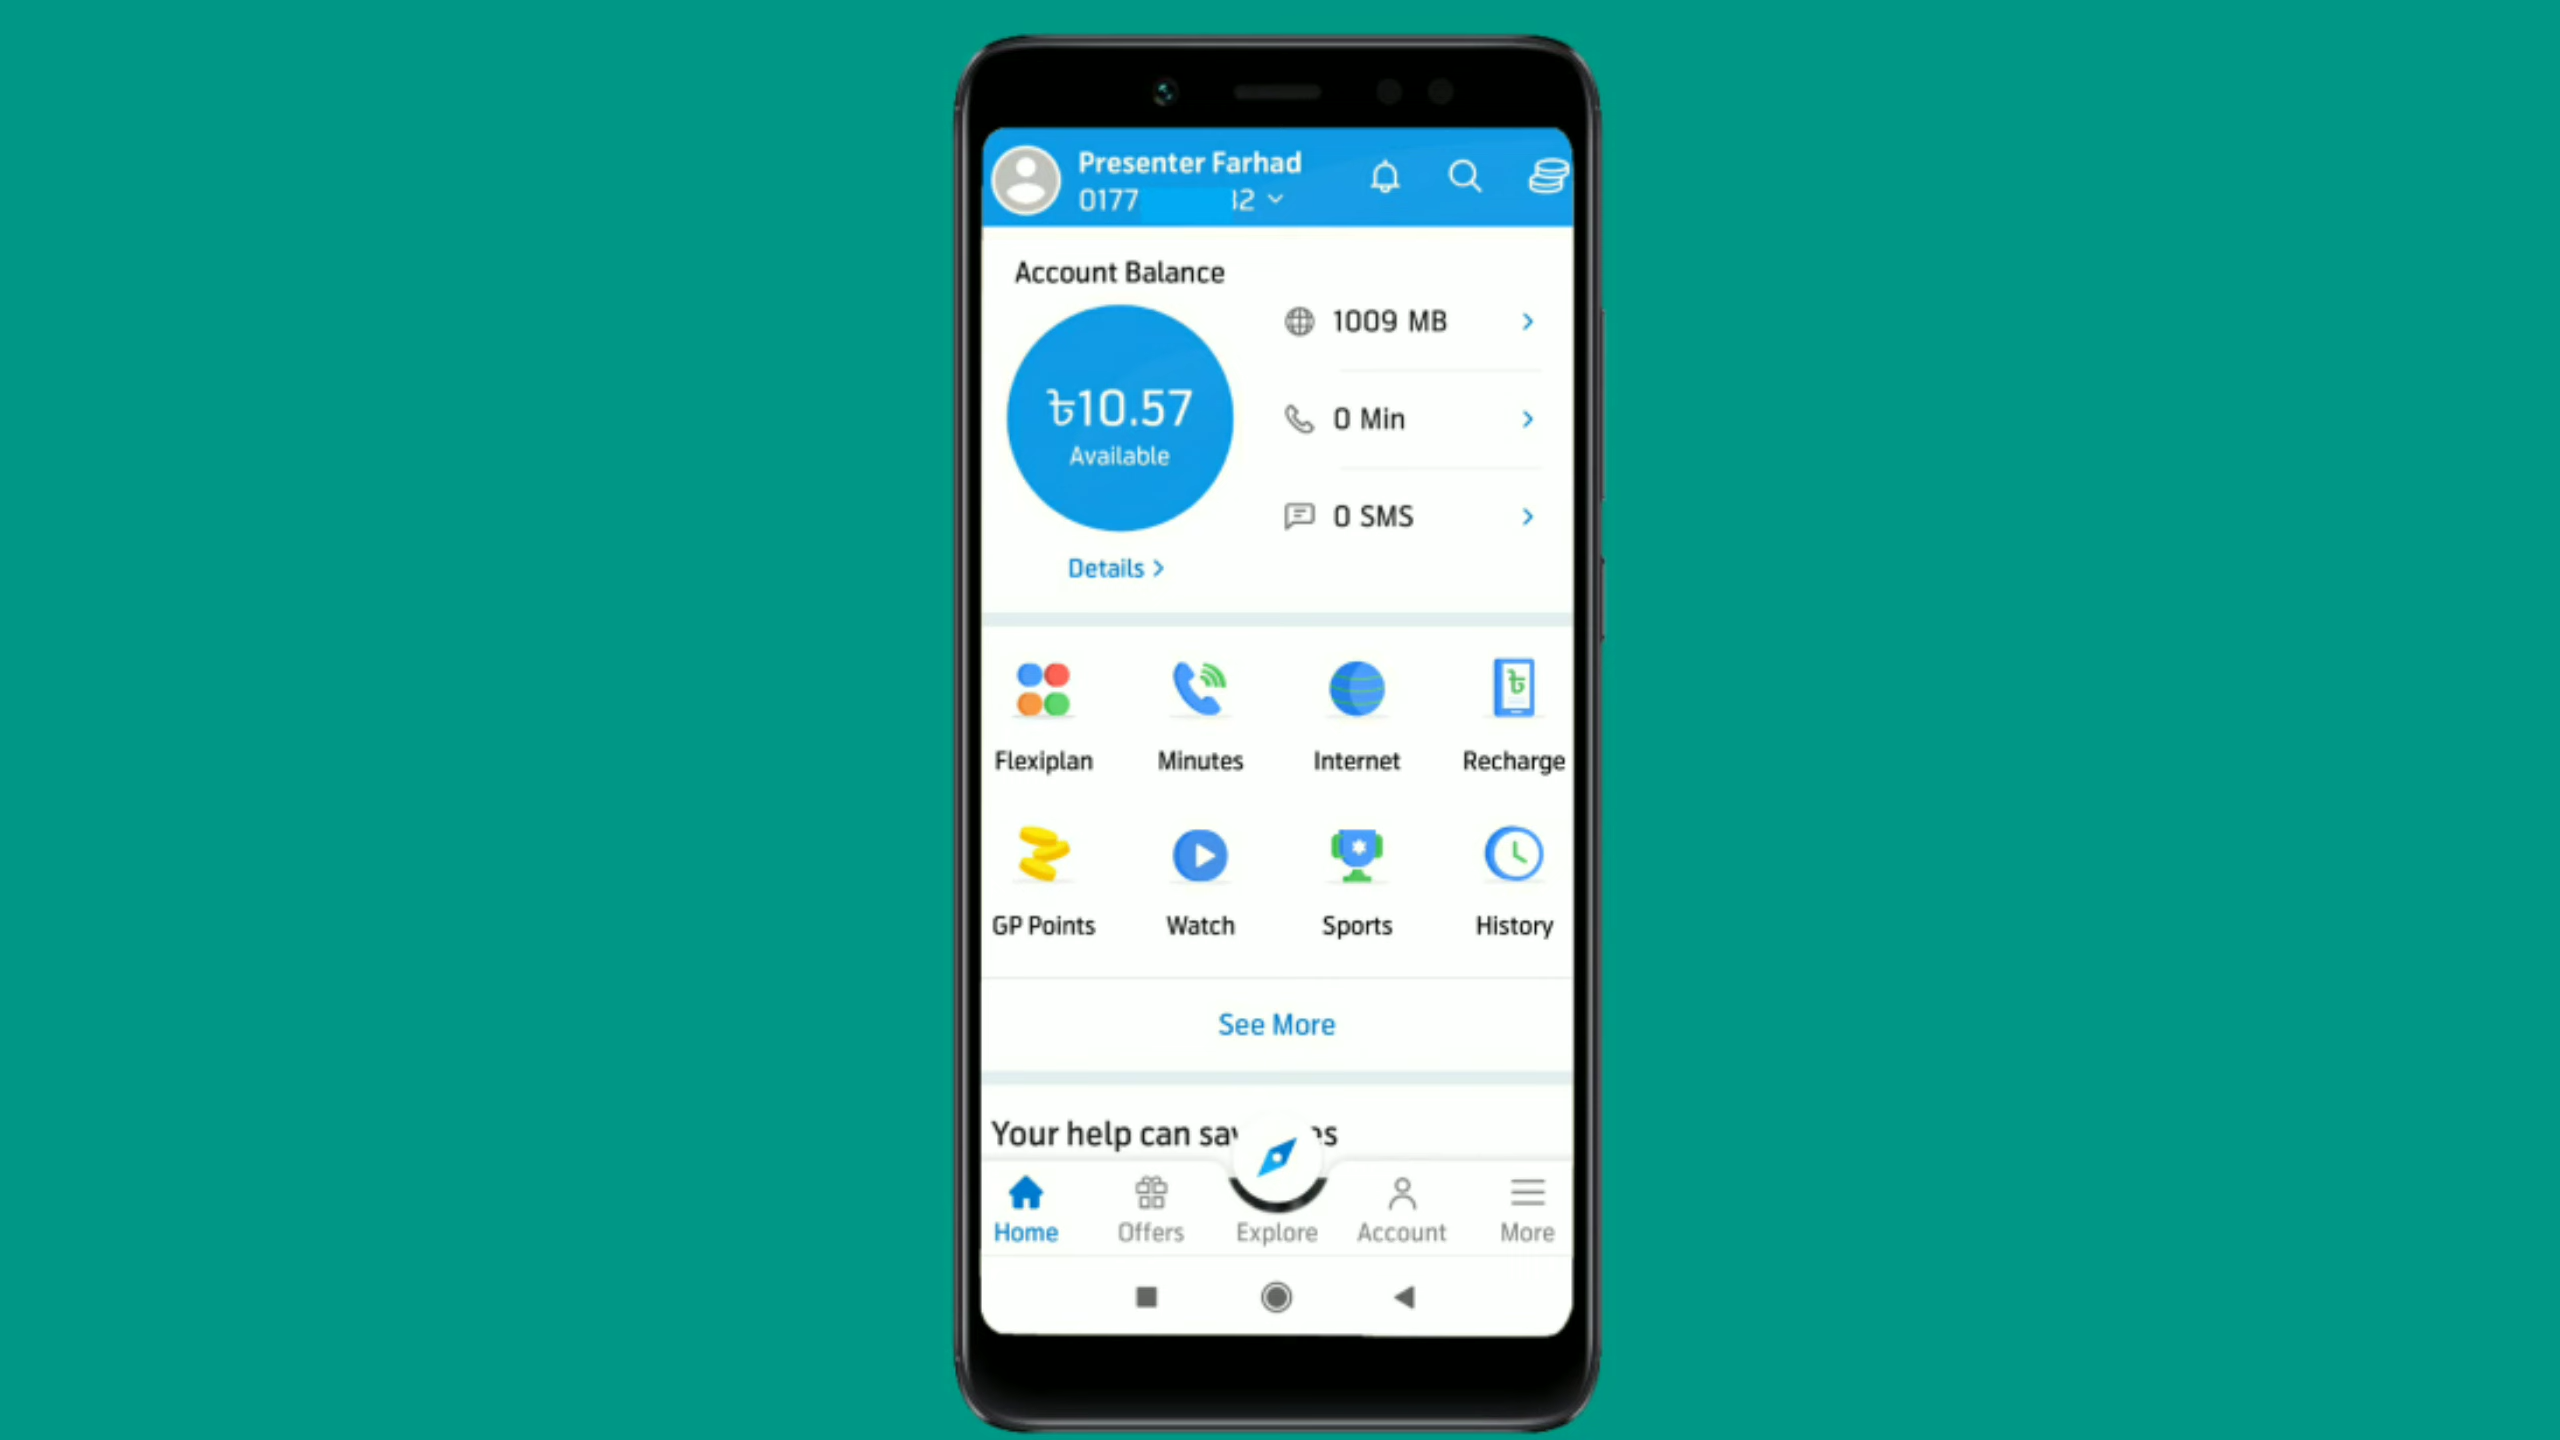 Presenter Farhad
0177 12
Account Balance
৳10.57
Available
Details
1009 MB
0 Min
0 SMS
Flexiplan Minutes Internet Recharge
৳
GP Points Watch Sports History
See More
Your help can
Home Offers Explore Account More